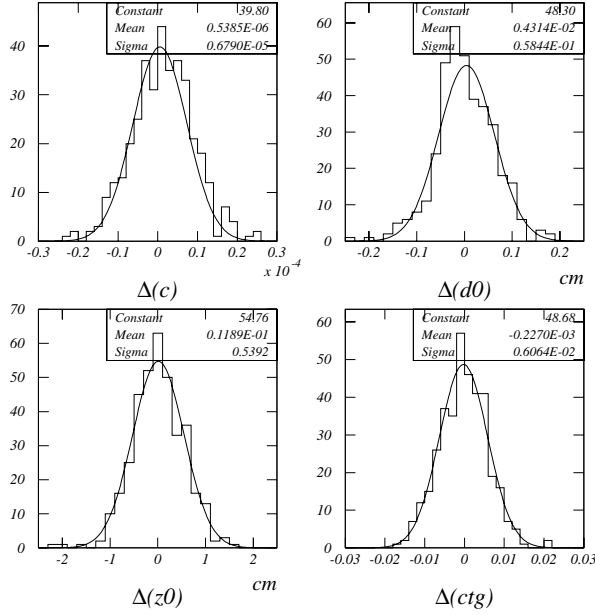 Constant 39.80
Mean 0.5385E-06
Sigma 0.6790E-05
40
30
20
10
0
-0.3 -0.2 -0.1 0 0.1 0.2 0.3
x 10 -4
Δ(c)
Constant 48.30
Mean 0.4314E-02
Sigma 0.5844E-01
60
50
40
30
20
10
0
-0.2 -0.1 0 0.1 0.2
cm
Δ(d0)
Constant 54.76
Mean 0.1189E-01
Sigma 0.5392
70
60
50
40
30
20
10
0
-2 -1 0 1 2
cm
Δ(z0)
Constant 48.68
Mean -0.2270E-03
Sigma 0.6064E-02
60
50
40
30
20
10
0
-0.03 -0.02 -0.01 0 0.01 0.02 0.03
Δ(ctg)